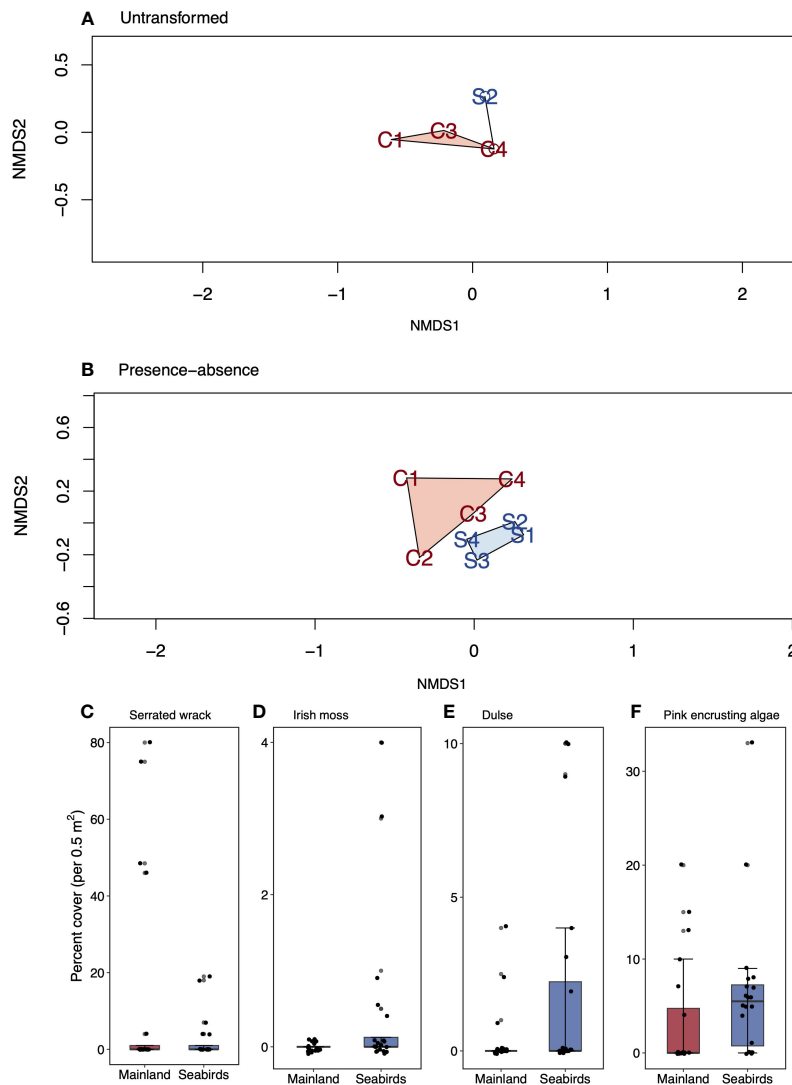 A Untransformed
0.5
0.0
−0.5
NMDS2
S2
C1
C3
C4
−2 −1 0 1 2
NMDS1
B Presence−absence
0.6
0.2
−0.2
−0.6
NMDS2
C1
C4
C3
S2
S1
S4
C2
S3
−2 −1 0 1 2
NMDS1
C Serrated wrack
D Irish moss
E Dulse
F Pink encrusting algae
Percent cover (per 0.5 m²)
80
60
40
20
0
4
2
0
10
5
0
30
20
10
0
Mainland Seabirds
Mainland Seabirds
Mainland Seabirds
Mainland Seabirds